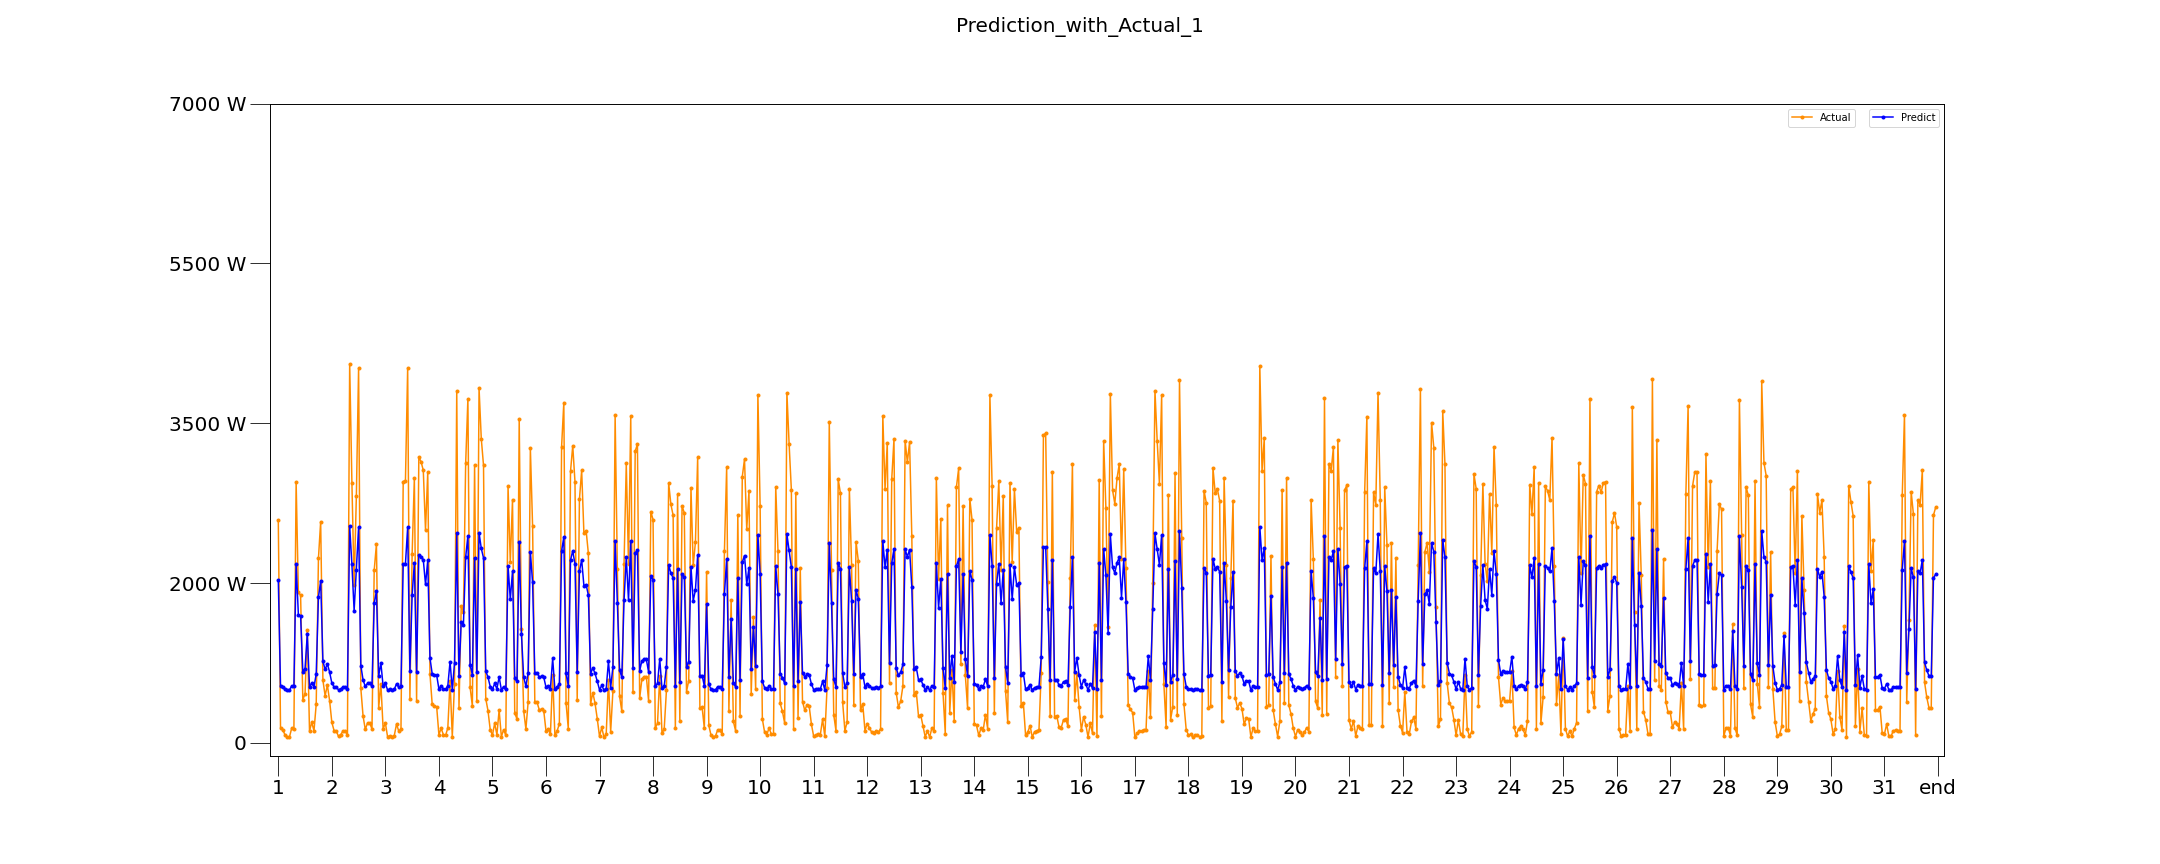 Prediction_with_Actual_1
Actual Predict
7000 W
5500 W
3500 W
2000 W
0
1 2 3 4 5 6 7 8 9 10 11 12 13 14 15 16 17 18 19 20 21 22 23 24 25 26 27 28 29 30 31 end